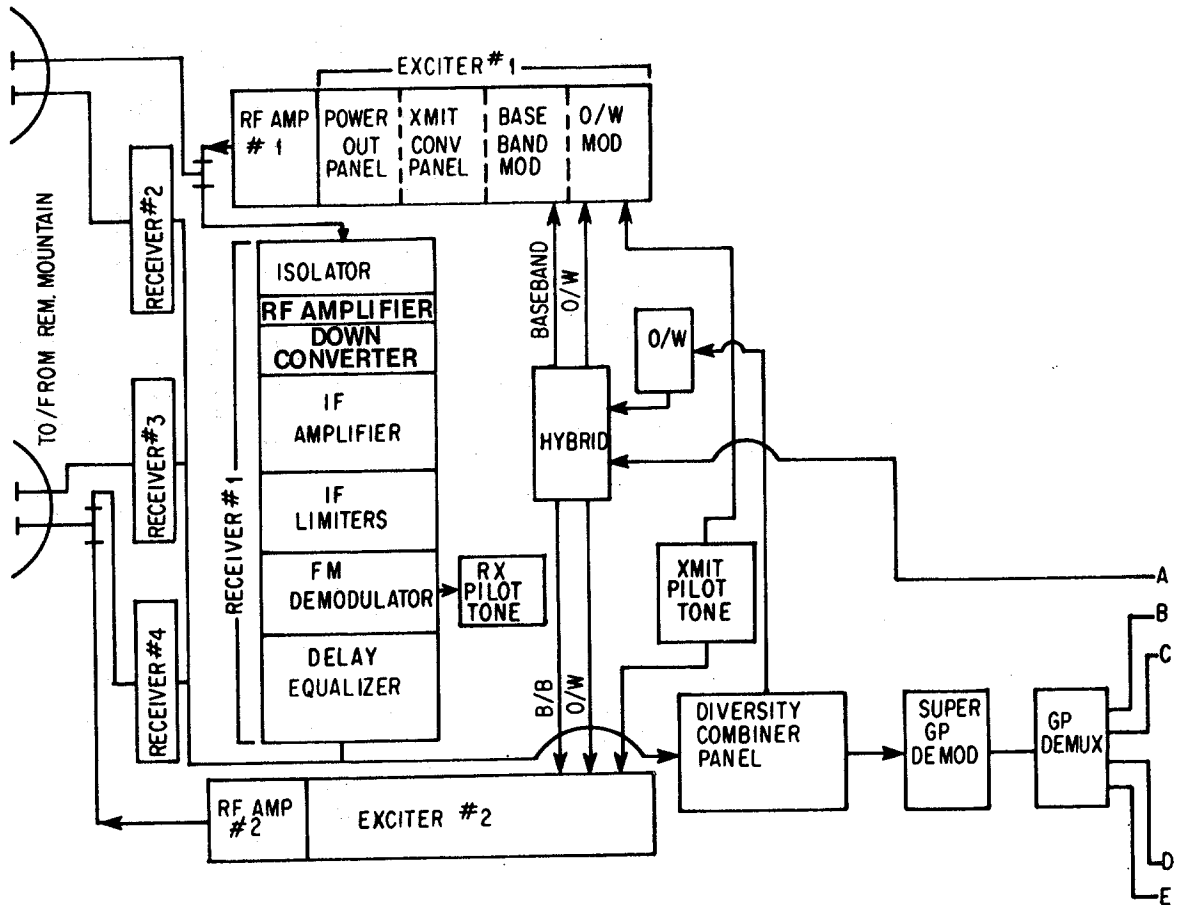 EXCITER #1
RF AMP
# 1
POWER
OUT
PANEL
XMIT
CONV
PANEL
BASE
BAND
MOD
O/W
MOD
RECEIVER #2
TO/FROM REM. MOUNTAIN
RECEIVER #3
RECEIVER #4
RECEIVER #1
ISOLATOR
RF AMPLIFIER
DOWN
CONVERTER
IF
AMPLIFIER
IF
LIMITERS
FM
DEMODULATOR
DELAY
EQUALIZER
RX
PILOT
TONE
BASEBAND
O/W
O/W
HYBRID
B/B
O/W
XMIT
PILOT
TONE
DIVERSITY
COMBINER
PANEL
SUPER
GP
DEMOD
GP
DEMUX
A
B
C
D
E
RF AMP
#2
EXCITER #2